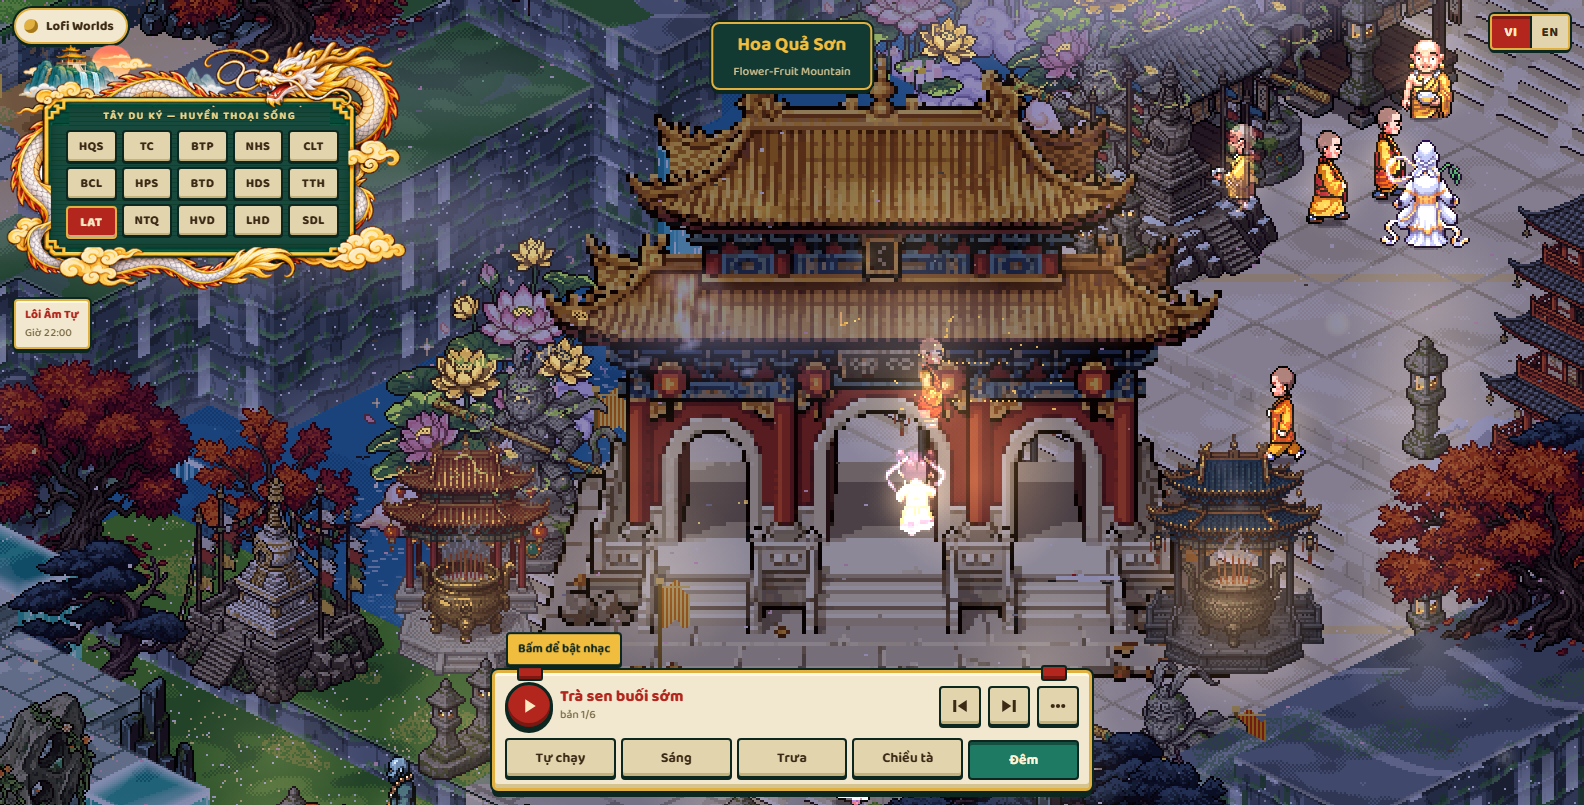 Lofi Worlds
Hoa Quả Sơn
Flower-Fruit Mountain
VI EN
TÂY DU KÝ — HUYỀN THOẠI SỐNG
HQS TC BTP NHS CLT
BCL HPS BTD HDS TTH
LAT NTQ HVD LHD SDL
Lôi Âm Tự
Giờ 22:00
Bấm để bật nhạc
Trà sen buổi sớm
bản 1/6
Tự chạy Sáng Trưa Chiều tà Đêm